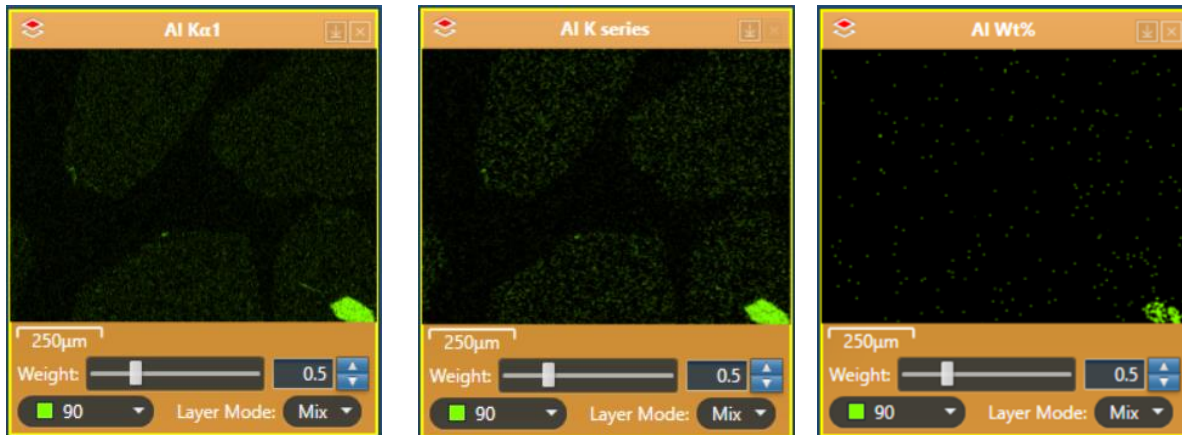 Al Kα1
250μm
Weight: 0.5
90 Layer Mode: Mix
Al K series
250μm
Weight: 0.5
90 Layer Mode: Mix
Al Wt%
250μm
Weight: 0.5
90 Layer Mode: Mix